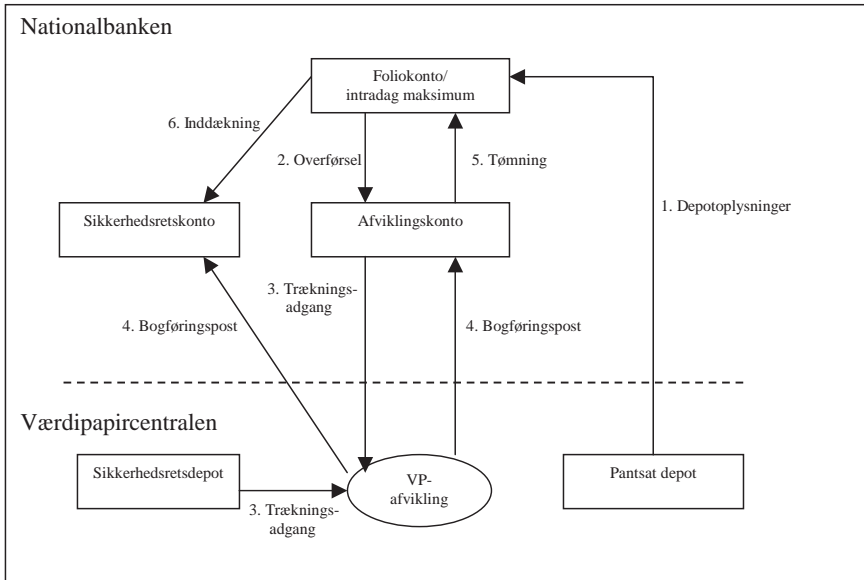 Nationalbanken
Foliokonto/
intradag maksimum
6. Inddækning
2. Overførsel
5. Tømning
Sikkerhedsretskonto
Afviklingskonto
1. Depotoplysninger
3. Træknings-
adgang
4. Bogføringspost
4. Bogføringspost
Værdipapircentralen
Sikkerhedsretsdepot
VP-
afvikling
Pantsat depot
3. Træknings-
adgang